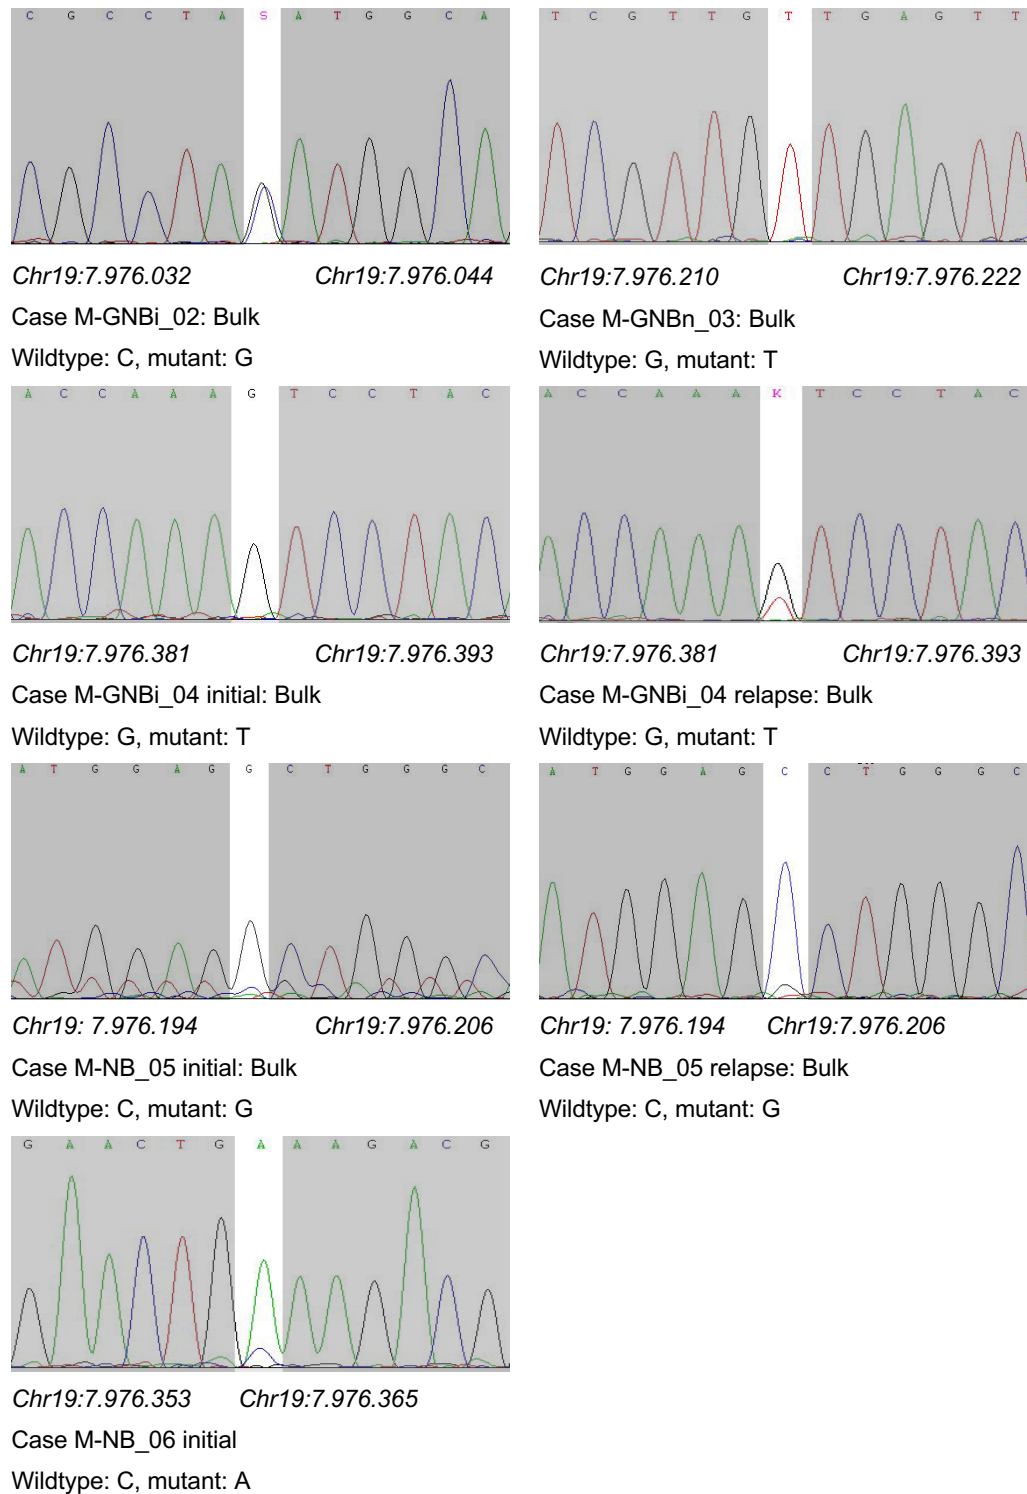 C G C C T A S A T G G C A
T C G T T G T T G A G T T
Chr19:7.976.032 Chr19:7.976.044
Chr19:7.976.210 Chr19:7.976.222
Case M-GNBi_02: Bulk
Case M-GNBn_03: Bulk
Wildtype: C, mutant: G
Wildtype: G, mutant: T
A C C A A A G T C C T A C
A C C A A A K T C C T A C
Chr19:7.976.381 Chr19:7.976.393
Chr19:7.976.381 Chr19:7.976.393
Case M-GNBi_04 initial: Bulk
Case M-GNBi_04 relapse: Bulk
Wildtype: G, mutant: T
Wildtype: G, mutant: T
A T G G A G G C T G G G C
A T G G A G C C T G G G C
Chr19: 7.976.194 Chr19:7.976.206
Chr19: 7.976.194 Chr19:7.976.206
Case M-NB_05 initial: Bulk
Case M-NB_05 relapse: Bulk
Wildtype: C, mutant: G
Wildtype: C, mutant: G
G A A C T G A A A G A C G
Chr19:7.976.353 Chr19:7.976.365
Case M-NB_06 initial
Wildtype: C, mutant: A